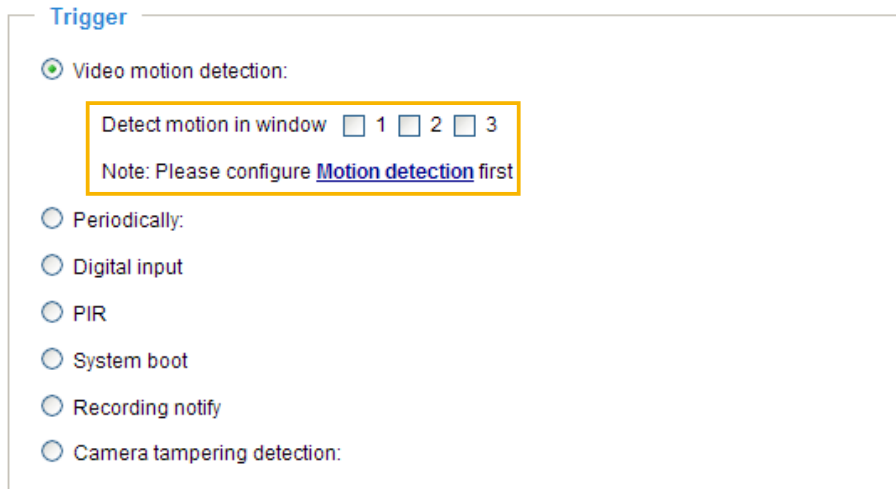 Trigger
Video motion detection:
Detect motion in window 1 2 3
Note: Please configure Motion detection first
Periodically:
Digital input
PIR
System boot
Recording notify
Camera tampering detection: